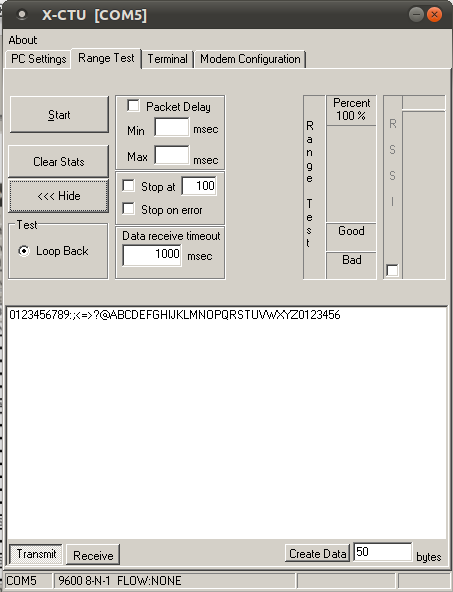 X-CTU [COM5]
About
PC Settings Range Test Terminal Modem Configuration
Start
Clear Stats
<<< Hide
Test
Loop Back
Packet Delay
Min msec
Max msec
Stop at 100
Stop on error
Data receive timeout
1000 msec
Range Test
Percent
100 %
Good
Bad
RSSI
0123456789:;<=>?@ABCDEFGHIJKLMNOPQRSTUVWXYZ0123456
Transmit Receive Create Data 50 bytes
COM5 9600 8-N-1 FLOW:NONE